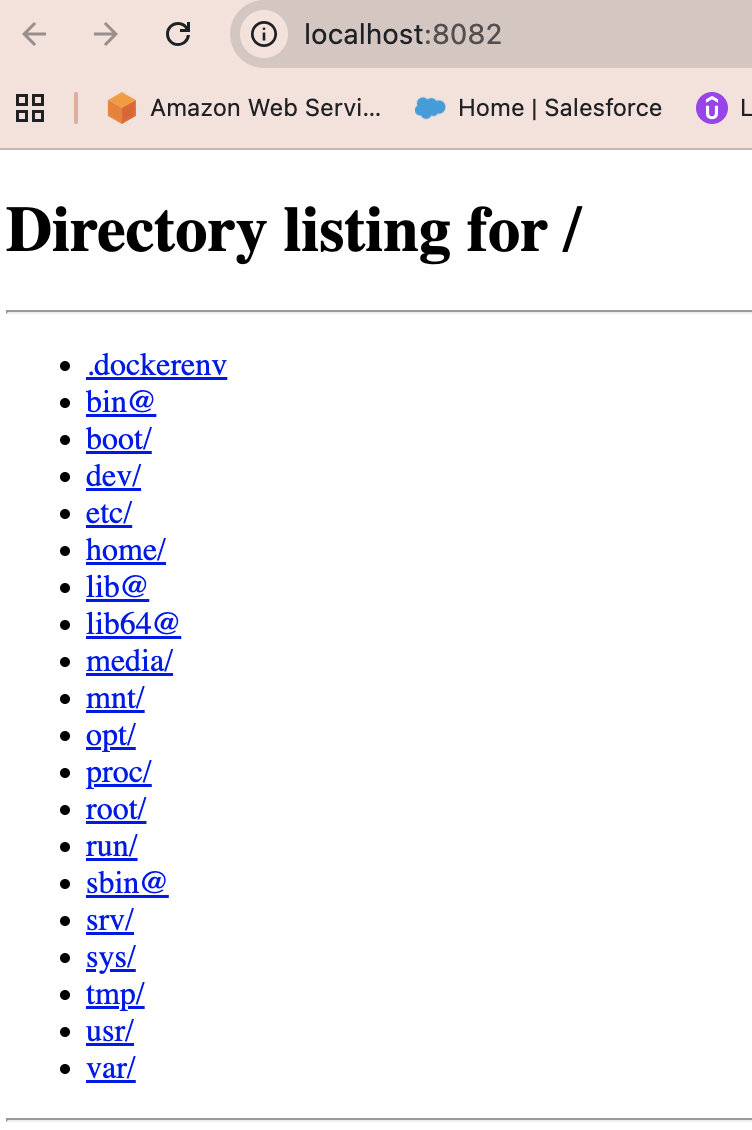 localhost:8082
Amazon Web Servi... Home | Salesforce L
Directory listing for /
.dockerenv
bin@
boot/
dev/
etc/
home/
lib@
lib64@
media/
mnt/
opt/
proc/
root/
run/
sbin@
srv/
sys/
tmp/
usr/
var/